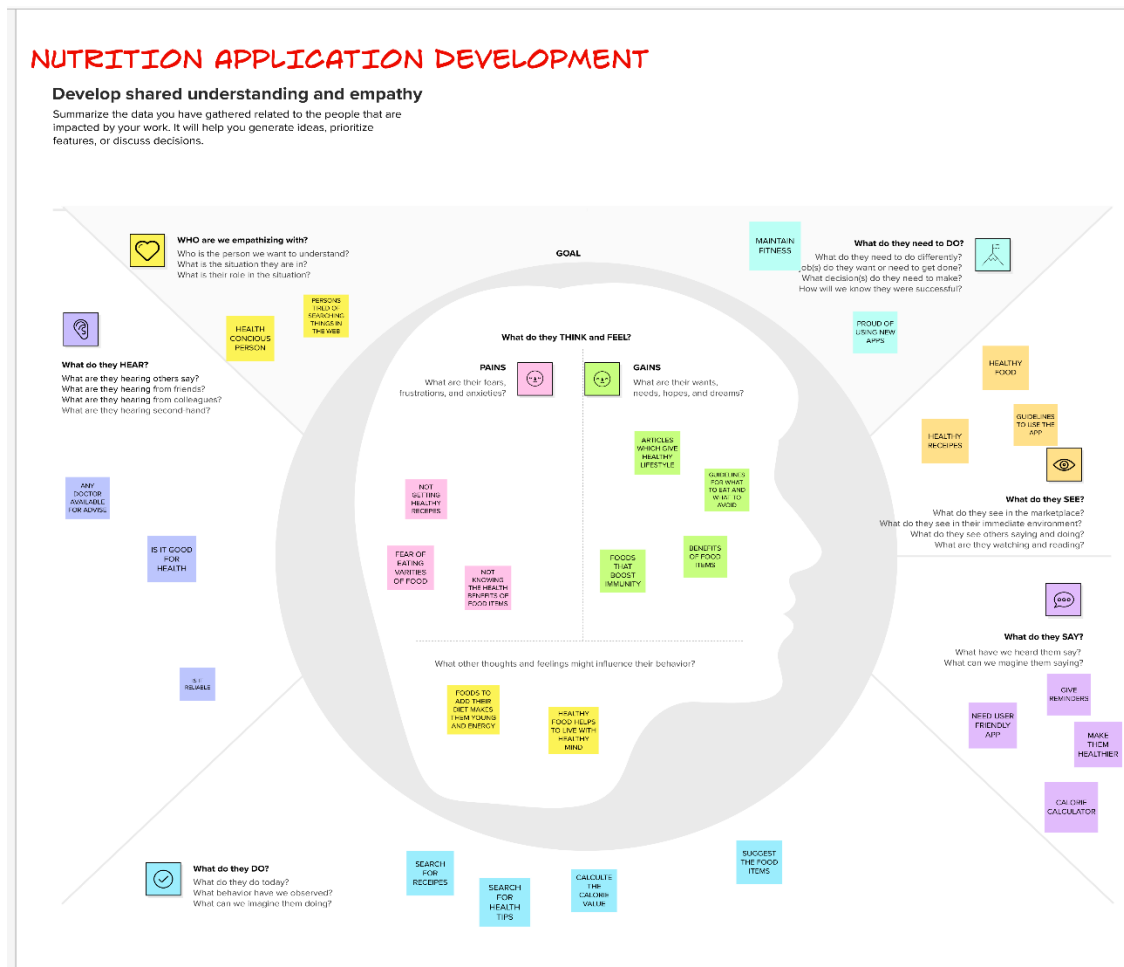 NUTRITION APPLICATION DEVELOPMENT
Develop shared understanding and empathy
Summarize the data you have gathered related to the people that are
impacted by your work. It will help you generate ideas, prioritize
features, or discuss decisions.
WHO are we empathizing with?
Who is the person we want to understand?
What is the situation they are in?
What is their role in the situation?
HEALTH
CONCIOUS
PERSON
PERSONS
TIRED OF
SEARCHING
THINGS IN
THE WEB
GOAL
MAINTAIN
FITNESS
What do they need to DO?
What do they need to do differently?
job(s) do they want or need to get done?
What decision(s) do they need to make?
How will we know they were successful?
PROUD OF
USING NEW
APPS
What do they HEAR?
What are they hearing others say?
What are they hearing from friends?
What are they hearing from colleagues?
What are they hearing second-hand?
ANY
DOCTOR
AVAILABLE
FOR ADVISE
IS IT GOOD
FOR
HEALTH
IS IT
RELIABLE
What do they THINK and FEEL?
PAINS
What are their fears,
frustrations, and anxieties?
NOT
GETTING
HEALTHY
RECIPES
FEAR OF
EATING
VARITIES
OF FOOD
NOT
KNOWING
THE HEALTH
BENEFITS OF
FOOD ITEMS
GAINS
What are their wants,
needs, hopes, and dreams?
ARTICLES
WHICH GIVE
HEALTHY
LIFESTYLE
GUIDELINES
FOR WHAT
TO EAT AND
WHAT TO
AVOID
FOODS
THAT
BOOST
IMMUNITY
BENEFITS
OF FOOD
ITEMS
What other thoughts and feelings might influence their behavior?
FOODS TO
ADD THEIR
DIET MAKES
THEM YOUNG
AND ENERGY
HEALTHY
FOOD HELPS
TO LIVE WITH
HEALTHY
MIND
HEALTHY
FOOD
HEALTHY
RECEIPES
GUIDELINES
TO USE THE
APP
What do they SEE?
What do they see in the marketplace?
What do they see in their immediate environment?
What do they see others saying and doing?
What are they watching and reading?
What do they SAY?
What have we heard them say?
What can we magine them saying?
GIVE
REMINDERS
NEED USER
FRIENDLY
APP
MAKE
THEM
HEALTHIER
CALORIE
CALCULATOR
What do they DO?
What do they do today?
What behavior have we observed?
What can we imagine them doing?
SEARCH
FOR
RECEIPES
SEARCH
FOR
HEALTH
TIPS
CALCULTE
THE
CALORIE
VALUE
SUGGEST
THE FOOD
ITEMS